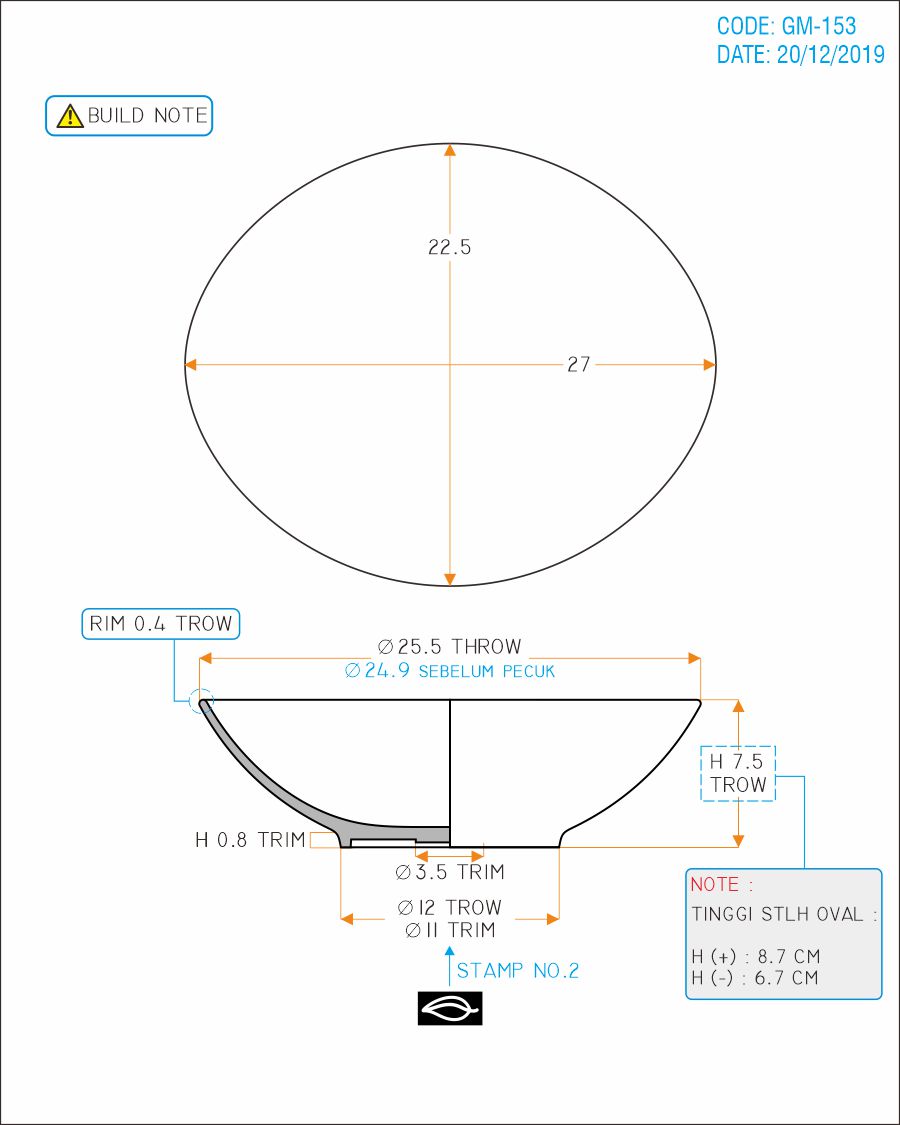 CODE: GM-153
DATE: 20/12/2019
BUILD NOTE
22.5
27
RIM 0.4 TROW
∅25.5 THROW
∅24.9 SEBELUM PECUK
H 7.5
TROW
H 0.8 TRIM
∅3.5 TRIM
∅12 TROW
∅11 TRIM
NOTE :
TINGGI STLH OVAL :
H (+) : 8.7 CM
H (-) : 6.7 CM
STAMP NO.2